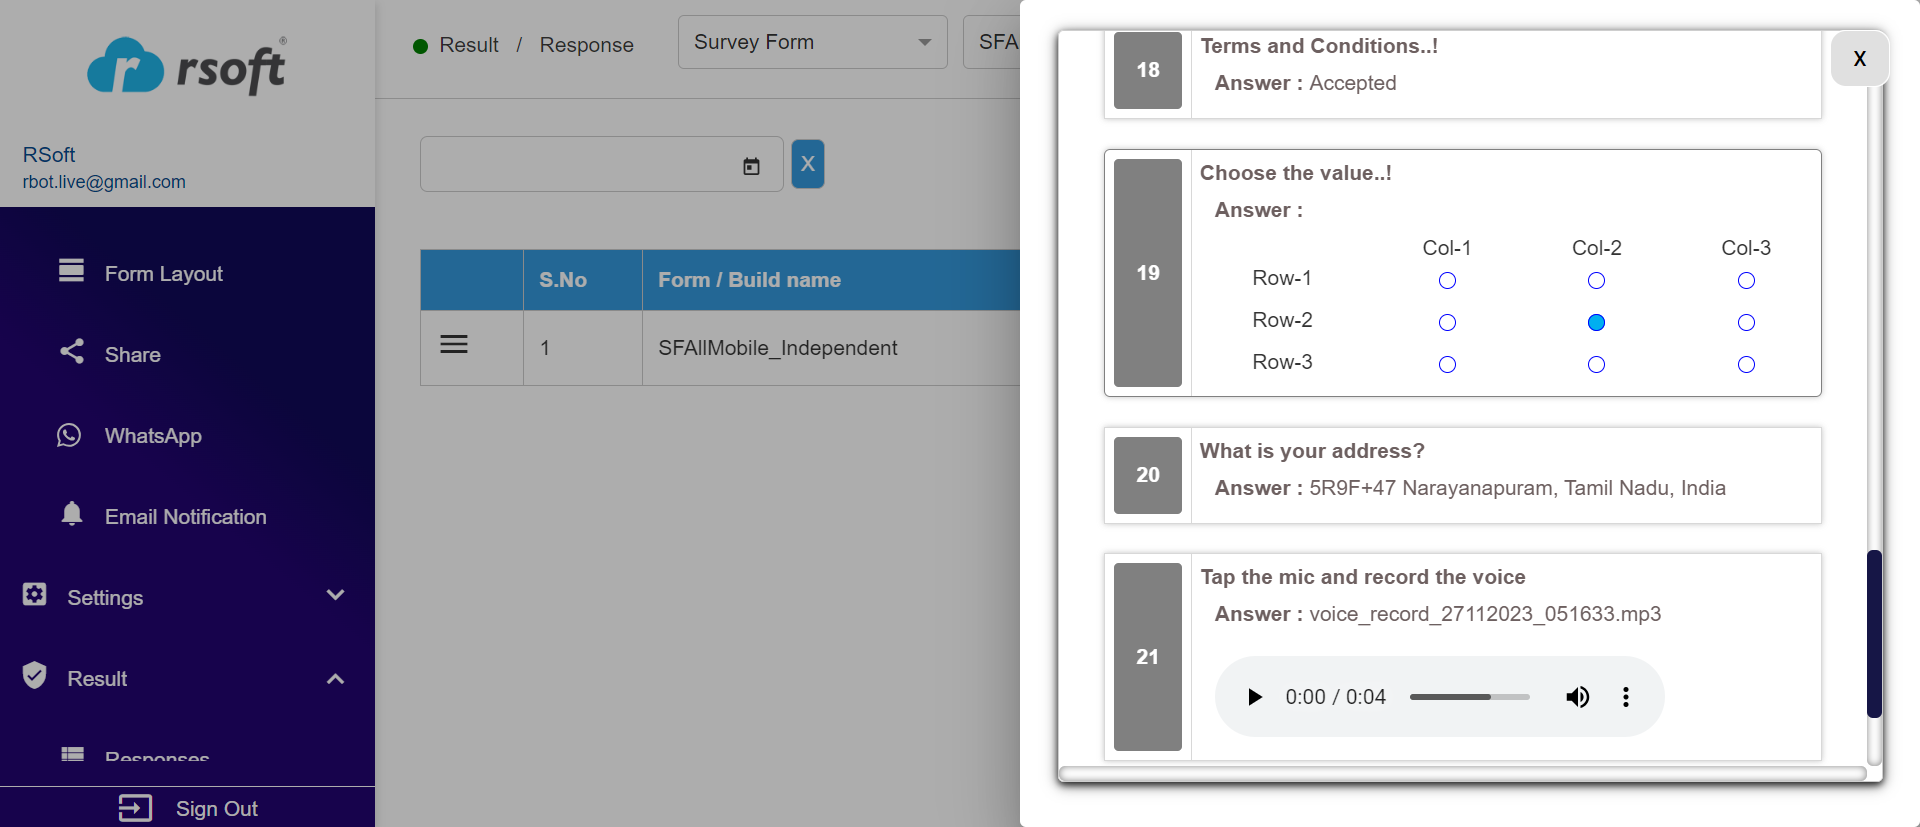 rsoft
®
RSoft
rbot.live@gmail.com
Form Layout
Share
WhatsApp
Email Notification
Settings
Result
Responses
Sign Out
Result / Response
Survey Form
SFA
X
S.No
Form / Build name
1
SFAllMobile_Independent
X
18
Terms and Conditions..!
Answer : Accepted
19
Choose the value..!
Answer :
Col-1 Col-2 Col-3
Row-1
Row-2
Row-3
20
What is your address?
Answer : 5R9F+47 Narayanapuram, Tamil Nadu, India
21
Tap the mic and record the voice
Answer : voice_record_27112023_051633.mp3
0:00 / 0:04